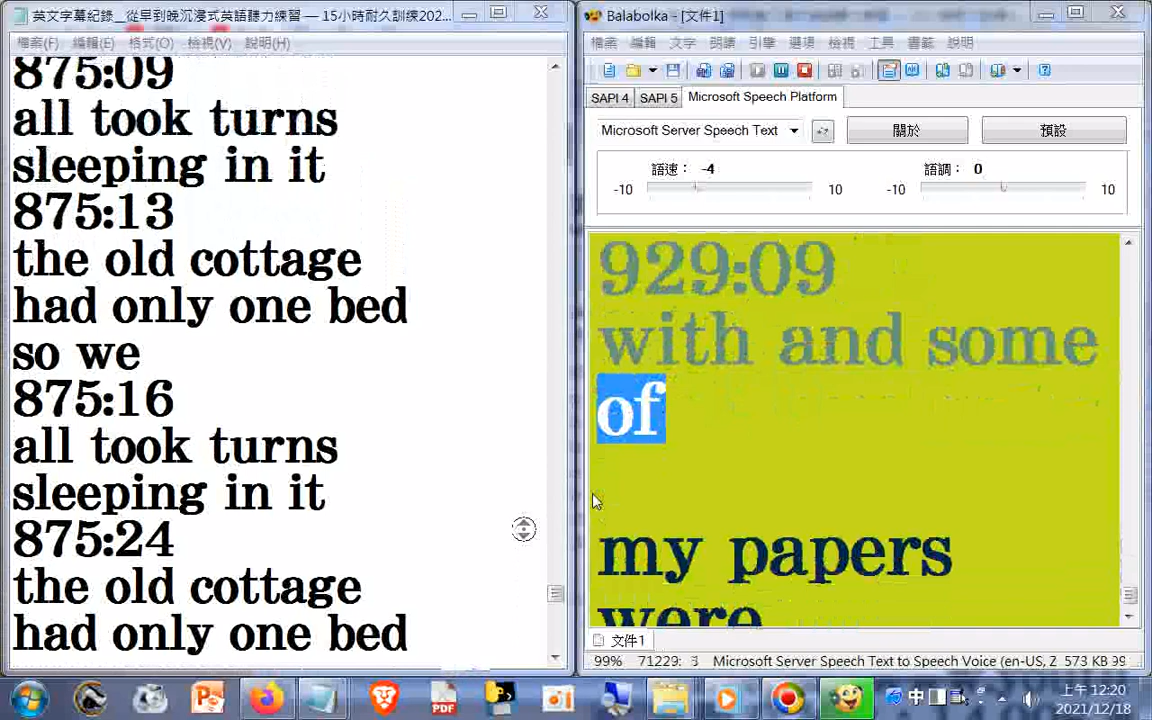 英文字幕紀錄__從早到晚沉浸式英語聽力練習 — 15小時耐久訓練202...
檔案(F) 編輯(E) 格式(O) 檢視(V) 說明(H)
875:09
all took turns
sleeping in it
875:13
the old cottage
had only one bed
so we
875:16
all took turns
sleeping in it
875:24
the old cottage
had only one bed
Balabolka - [文件1]
檔案 編輯 文字 朗讀 引擎 選項 檢視 工具 書籤 說明
SAPI 4 SAPI 5 Microsoft Speech Platform
Microsoft Server Speech Text 關於 預設
語速： -4 語調： 0
-10 10 -10 10
929:09
with and some
of
my papers
were
文件1
99% 71229: Microsoft Server Speech Text to Speech Voice (en-US, Z 573 KB 99
PDF
中
上午 12:20
2021/12/18